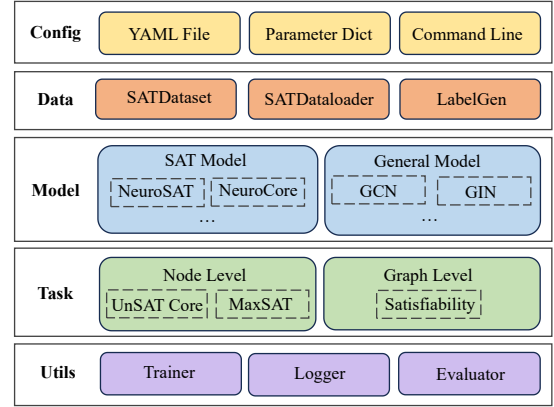 Config YAML File Parameter Dict Command Line
Data SATDataset SATDataloader LabelGen
SAT Model General Model
Model NeuroSAT NeuroCore GCN GIN
... ...
Node Level Graph Level
Task UnSAT Core MaxSAT Satisfiability
Utils Trainer Logger Evaluator